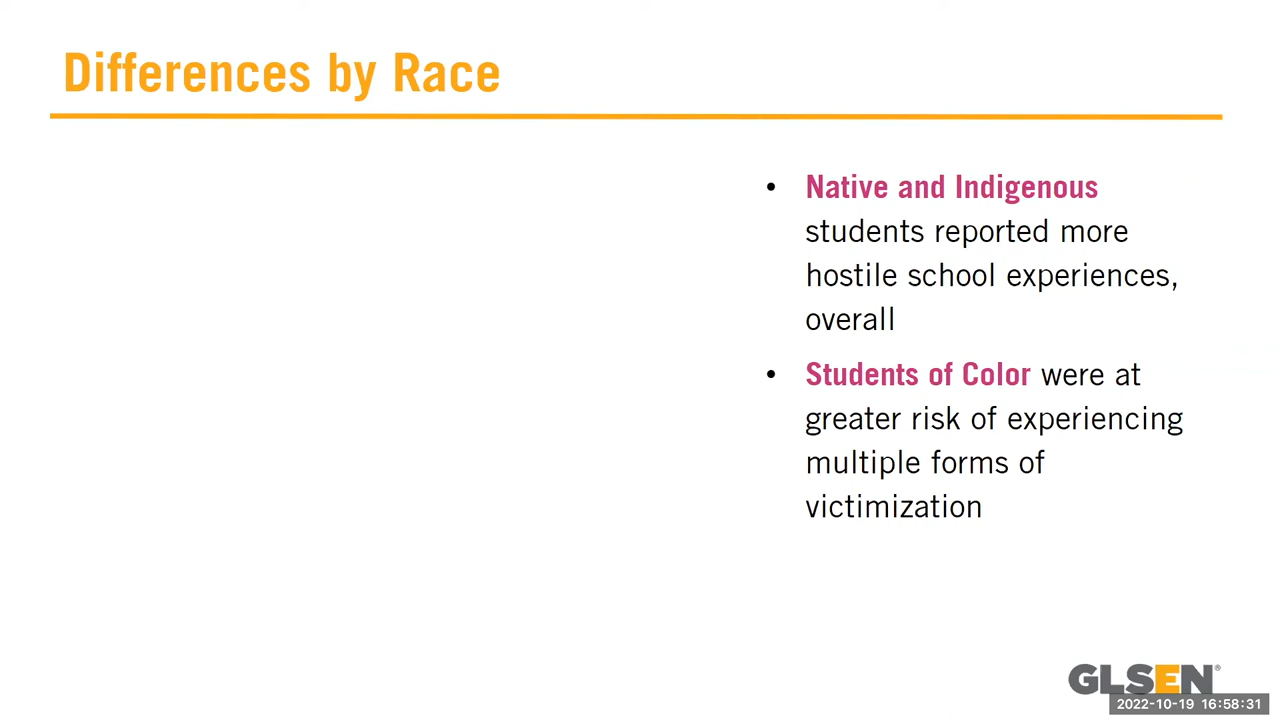 Differences by Race
• Native and Indigenous
students reported more
hostile school experiences,
overall
• Students of Color were at
greater risk of experiencing
multiple forms of
victimization
GLSEN®
2022-10-19 16:58:31